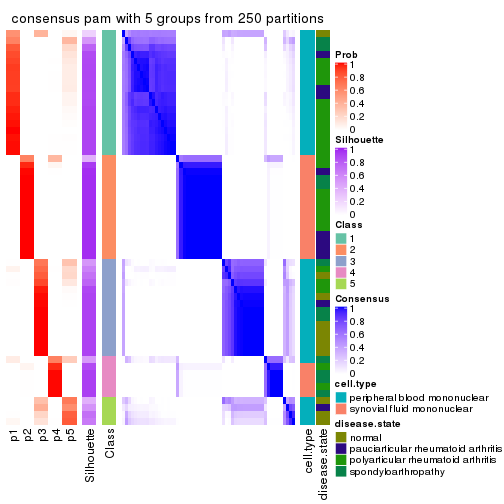 consensus pam with 5 groups from 250 partitions
Prob
1
0.8
0.6
0.4
0.2
0
Silhouette
1
0.8
0.6
0.4
0.2
0
Class
1
2
3
4
5
Consensus
1
0.8
0.6
0.4
0.2
0
cell.type
peripheral blood mononuclear
synovial fluid mononuclear
disease.state
normal
pauciarticular rheumatoid arthritis
polyarticular rheumatoid arthritis
spondyloarthropathy
p1
p2
p3
p4
p5
Silhouette
Class
cell.type
disease.state